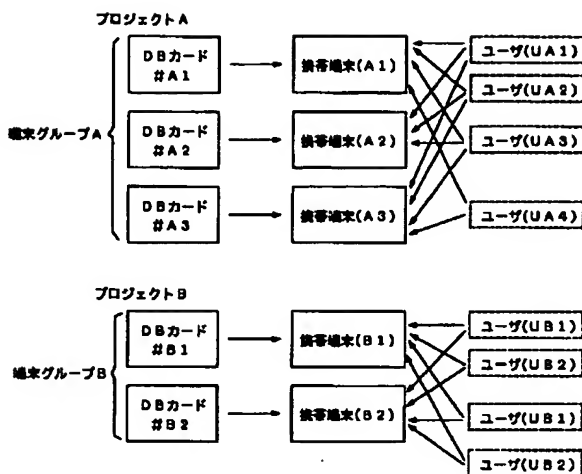 プロジェクトA
DBカード
#A1
携帯端末(A1)
ユーザ(UA1)
ユーザ(UA2)
端末グループA
DBカード
#A2
携帯端末(A2)
ユーザ(UA3)
DBカード
#A3
携帯端末(A3)
ユーザ(UA4)
プロジェクトB
DBカード
#B1
携帯端末(B1)
ユーザ(UB1)
ユーザ(UB2)
端末グループB
DBカード
#B2
携帯端末(B2)
ユーザ(UB1)
ユーザ(UB2)